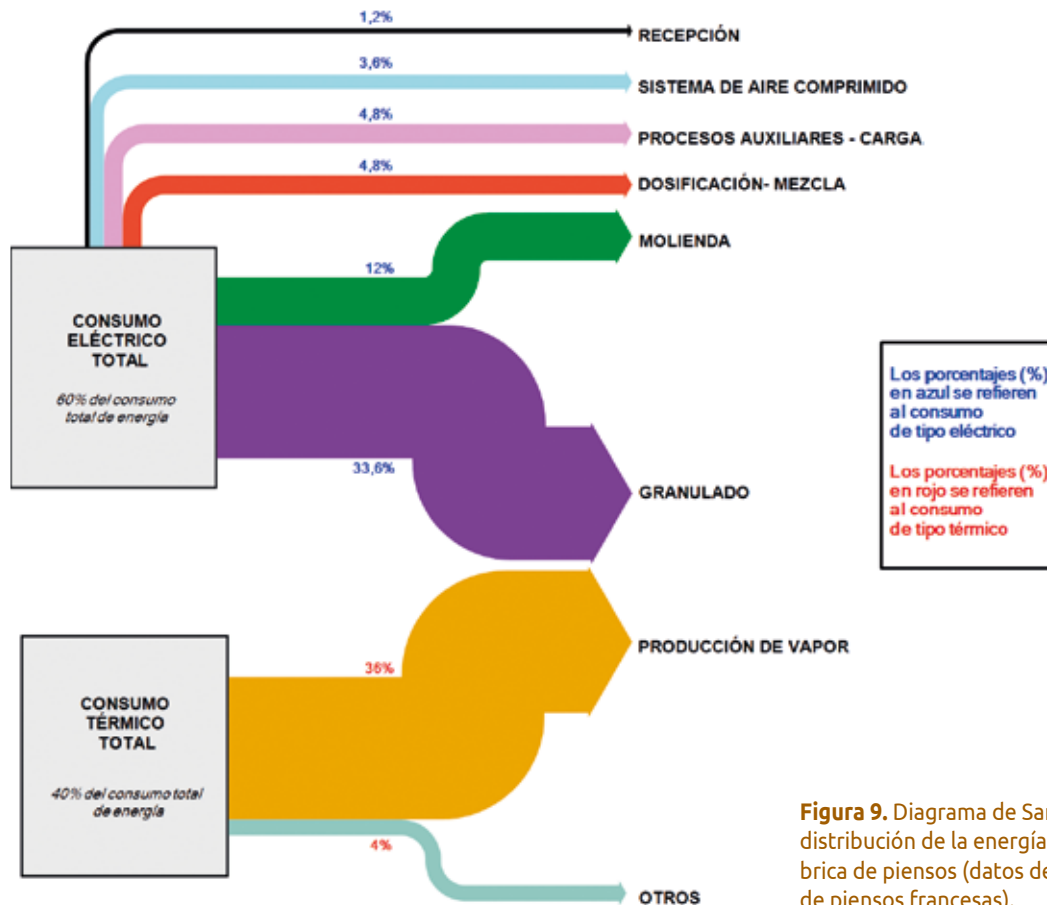 1,2%
RECEPCIÓN
3,6%
SISTEMA DE AIRE COMPRIMIDO
4,8%
PROCESOS AUXILIARES - CARGA
4,8%
DOSIFICACIÓN- MEZCLA
MOLIENDA
12%
CONSUMO
ELÉCTRICO
TOTAL
60% del consumo
total de energía
33,6%
GRANULADO
Los porcentajes (%)
en azul se refieren
al consumo
de tipo eléctrico
Los porcentajes (%)
en rojo se refieren
al consumo
de tipo térmico
36%
PRODUCCIÓN DE VAPOR
CONSUMO
TÉRMICO
TOTAL
40% del consumo total
de energía
4%
OTROS
Figura 9. Diagrama de
distribución de la energía
brica de piensos (datos
de piensos francesas).